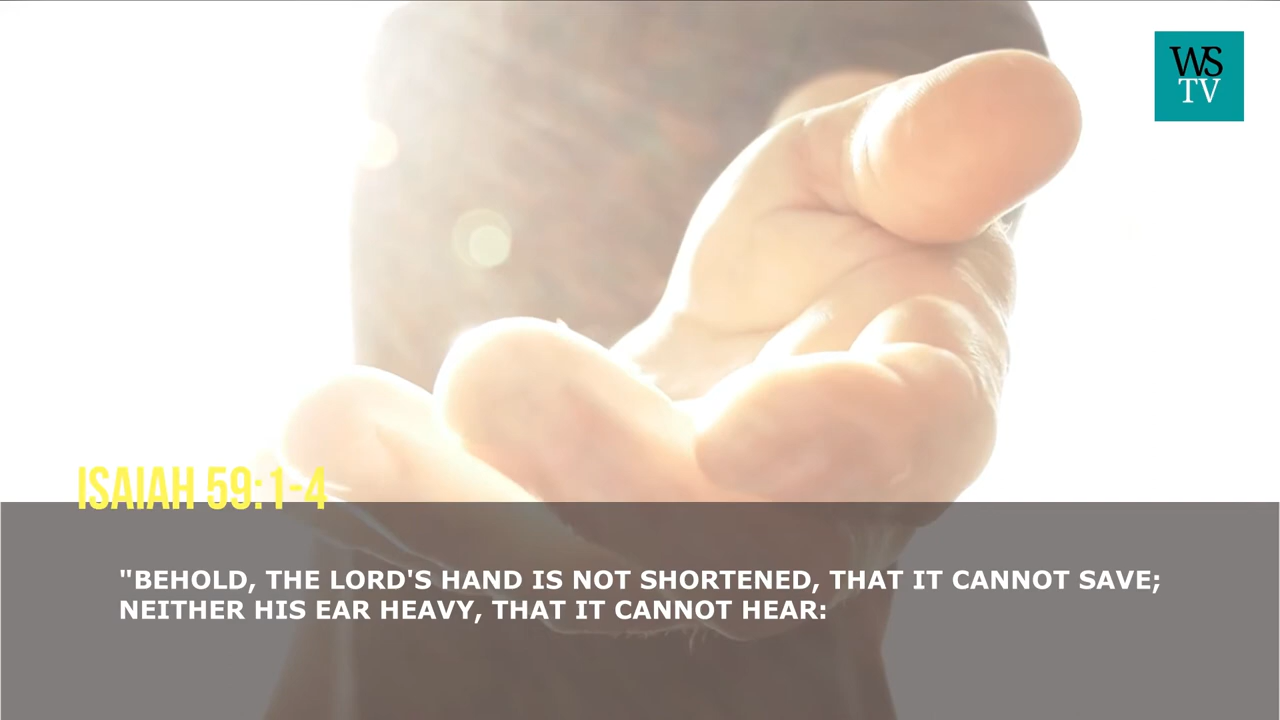 WS
TV
ISAIAH 59:1-4
"BEHOLD, THE LORD'S HAND IS NOT SHORTENED, THAT IT CANNOT SAVE;
NEITHER HIS EAR HEAVY, THAT IT CANNOT HEAR: